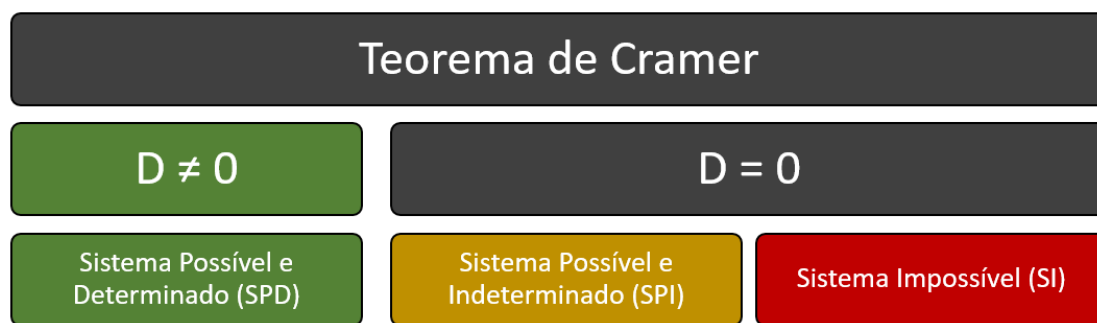 Teorema de Cramer
D ≠ 0
D = 0
Sistema Possível e
Determinado (SPD)
Sistema Possível e
Indeterminado (SPI)
Sistema Impossível (SI)